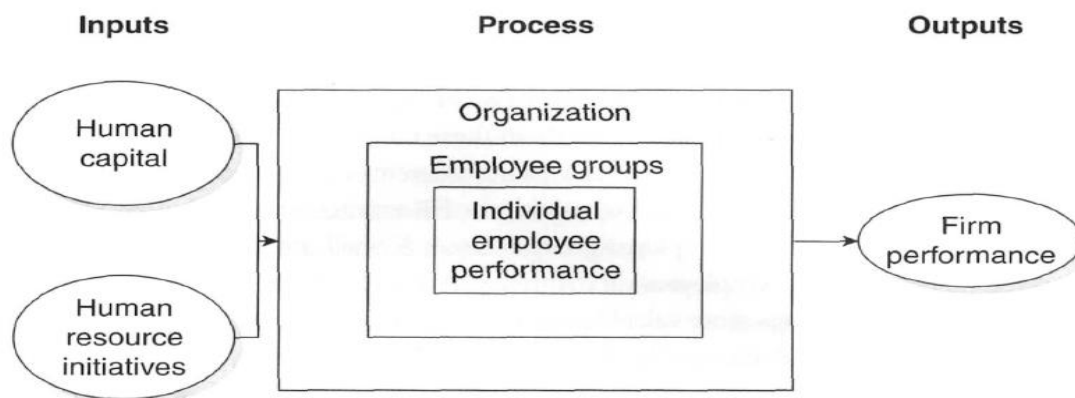 Inputs
Process
Outputs
Human
capital
Human
resource
initiatives
Organization
Employee groups
Individual
employee
performance
Firm
performance